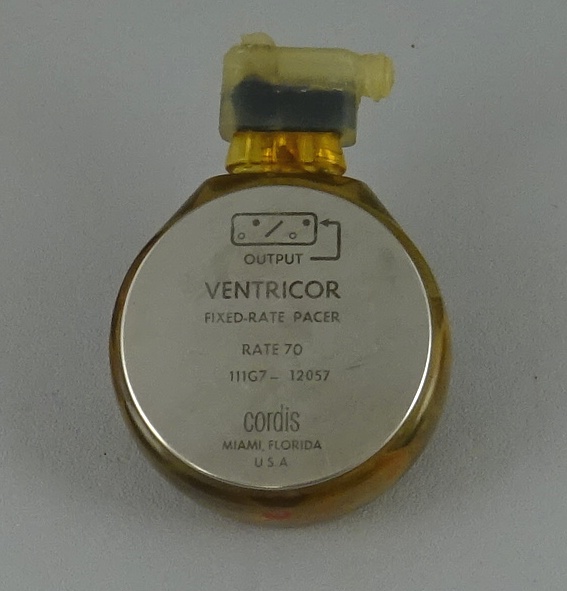 OUTPUT
VENTRICOR
FIXED-RATE PACER
RATE 70
111G7- 12057
cordis
MIAMI, FLORIDA
U S A